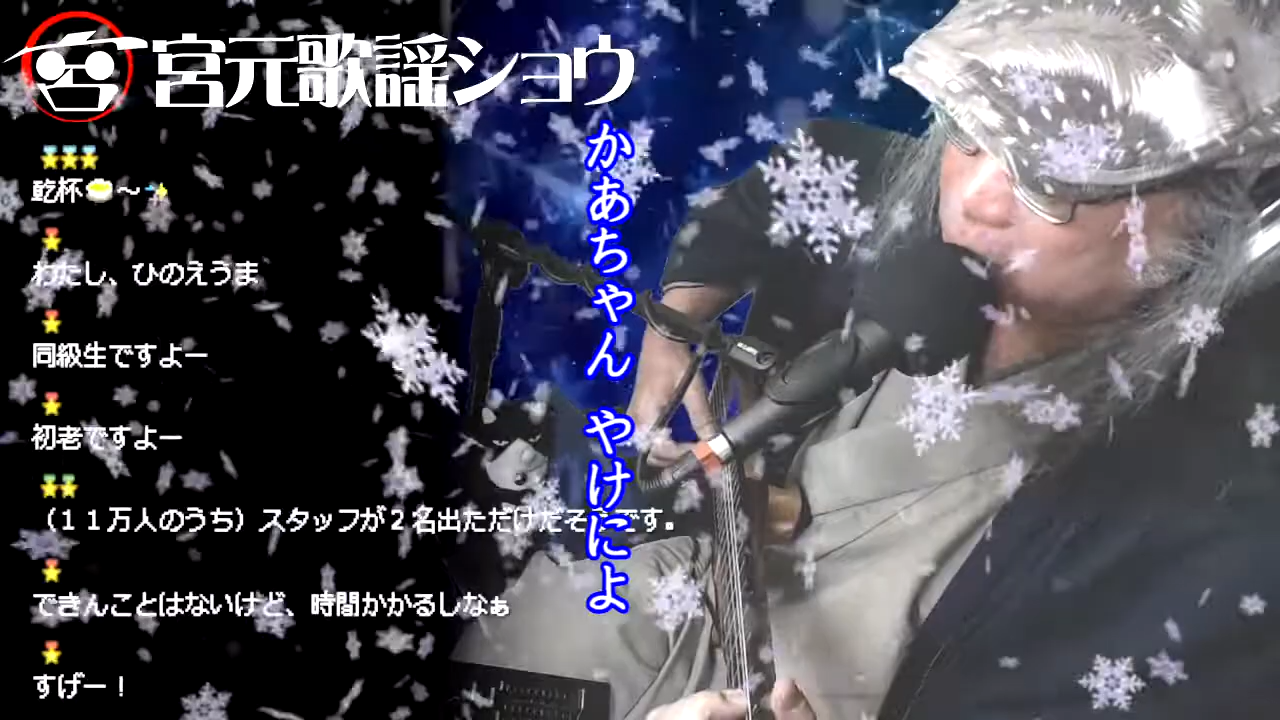 宮元歌謡ショウ
乾杯🍵～✨
わたし、ひのえうま
同級生ですよー
初老ですよー
（１１万人のうち）スタッフが２名出ただけだそうです。
できんことはないけど、時間かかるしなぁ
すげー！
かあちゃん やけによ